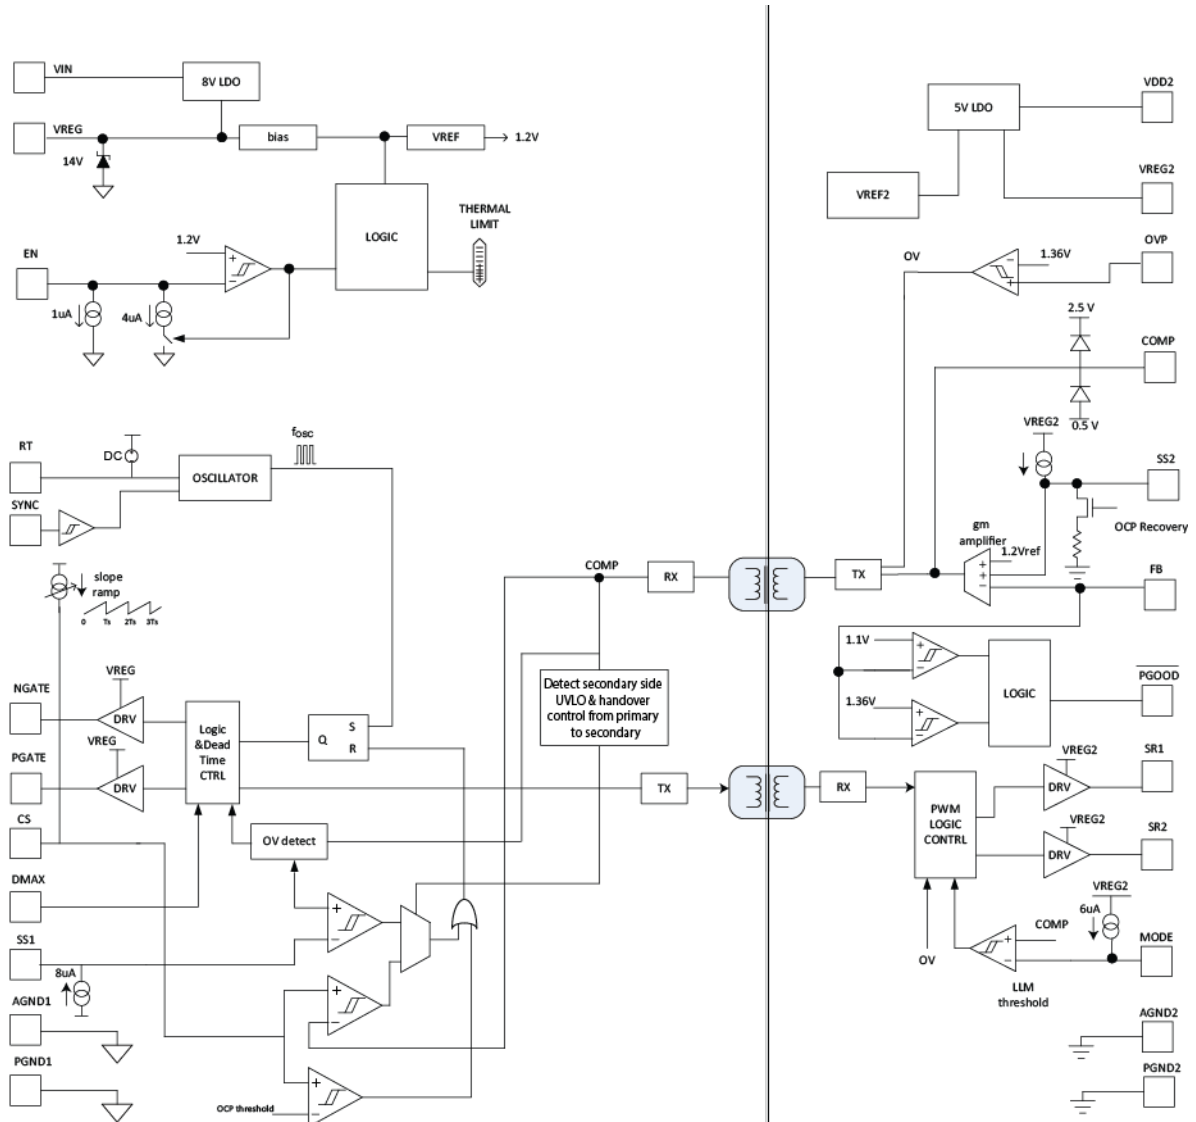 VIN
8V LDO
VREG
14V
bias
VREF
1.2V
LOGIC
THERMAL
LIMIT
EN
1.2V
1uA
4uA
RT
DC
OSCILLATOR
fosc
SYNC
slope
ramp
0 Ts 2Ts 3Ts
NGATE
VREG
DRV
PGATE
VREG
DRV
Logic
&Dead
Time
CTRL
Q
S
R
CS
OV detect
DMAX
SS1
8uA
AGND1
PGND1
OCP threshold
COMP
RX
Detect secondary side
UVLO & handover
control from primary
to secondary
TX
5V LDO
VDD2
VREF2
VREG2
OV
1.36V
OVP
2.5 V
COMP
0.5 V
VREG2
SS2
OCP Recovery
gm
amplifier
1.2Vref
TX
FB
1.1V
1.36V
LOGIC
PGOOD
RX
PWM
LOGIC
CONTRL
VREG2
DRV
SR1
VREG2
DRV
SR2
VREG2
6uA
COMP
MODE
OV
LLM
threshold
AGND2
PGND2